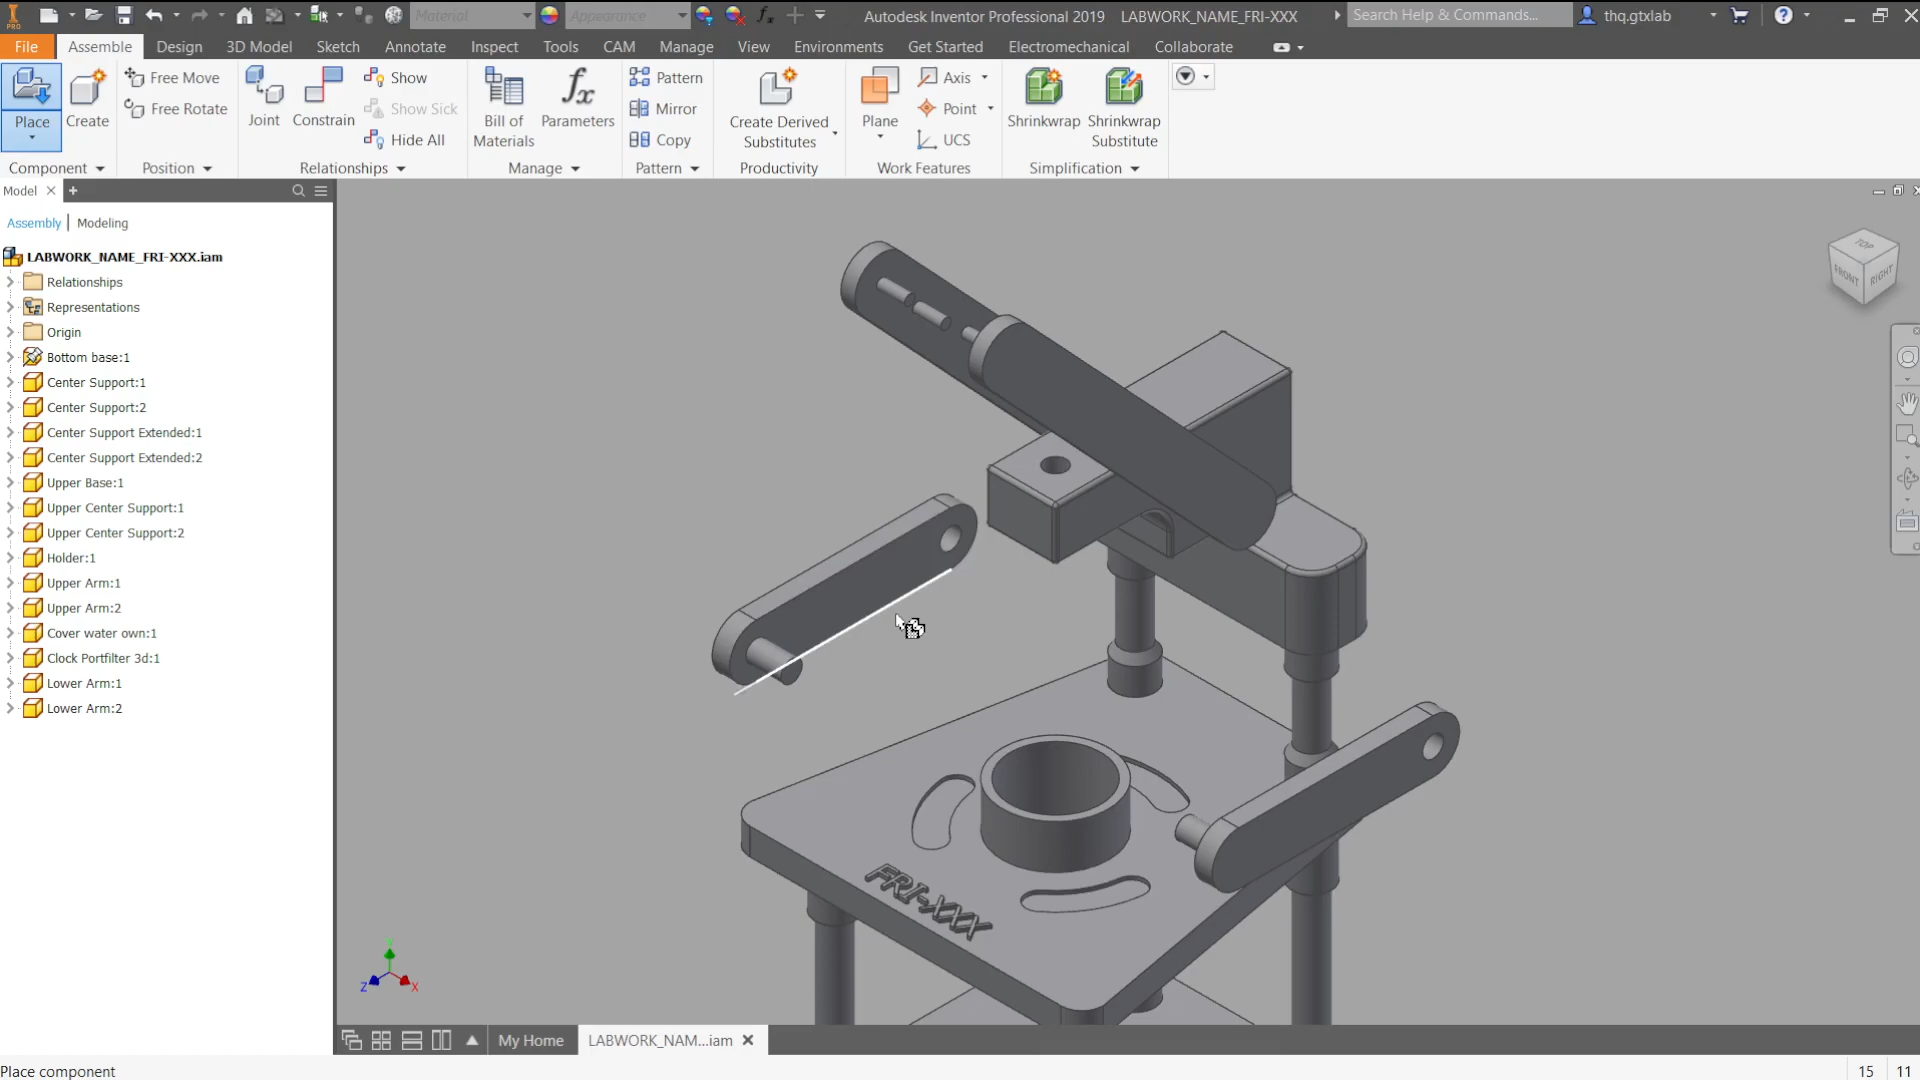 Material
Appearance
Autodesk Inventor Professional 2019 LABWORK_NAME_FRI-XXX
Search Help & Commands...
thq.gtxlab
PRO
File Assemble Design 3D Model Sketch Annotate Inspect Tools CAM Manage View Environments Get Started Electromechanical Collaborate
Place
Create
Free Move
Free Rotate
Component
Position
Joint
Constrain
Show
Show Sick
Hide All
Relationships
Bill of
Materials
Parameters
Manage
Pattern
Mirror
Copy
Pattern
Create Derived
Substitutes
Productivity
Plane
Axis
Point
UCS
Work Features
Shrinkwrap
Shrinkwrap
Substitute
Simplification
Model
Assembly | Modeling
LABWORK_NAME_FRI-XXX.iam
Relationships
Representations
Origin
Bottom base:1
Center Support:1
Center Support:2
Center Support Extended:1
Center Support Extended:2
Upper Base:1
Upper Center Support:1
Upper Center Support:2
Holder:1
Upper Arm:1
Upper Arm:2
Cover water own:1
Clock Portfilter 3d:1
Lower Arm:1
Lower Arm:2
TOP
FRONT
RIGHT
FRI-XXX
Y
Z
X
My Home
LABWORK_NAM...iam
Place component
15
11